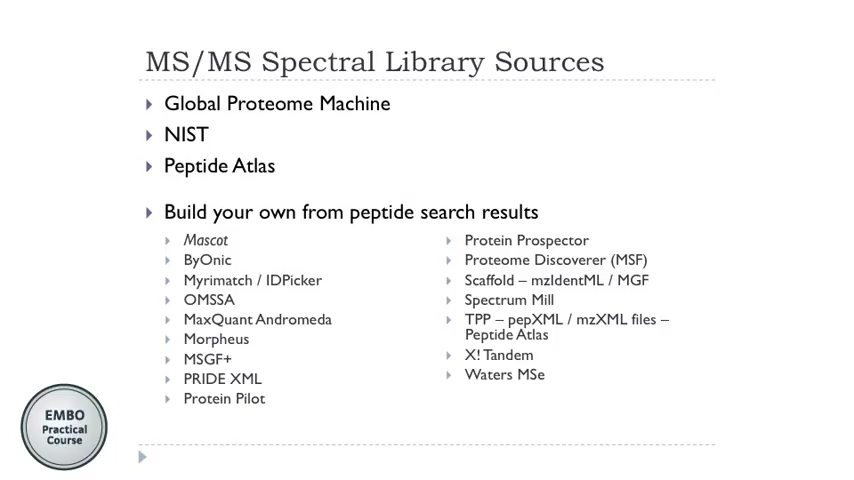 MS/MS Spectral Library Sources
Global Proteome Machine
NIST
Peptide Atlas
Build your own from peptide search results
Mascot
ByOnic
Myrimatch / IDPicker
OMSSA
MaxQuant Andromeda
Morpheus
MSGF+
PRIDE XML
Protein Pilot
Protein Prospector
Proteome Discoverer (MSF)
Scaffold – mzIdentML / MGF
Spectrum Mill
TPP – pepXML / mzXML files –
Peptide Atlas
X! Tandem
Waters MSe
EMBO
Practical
Course